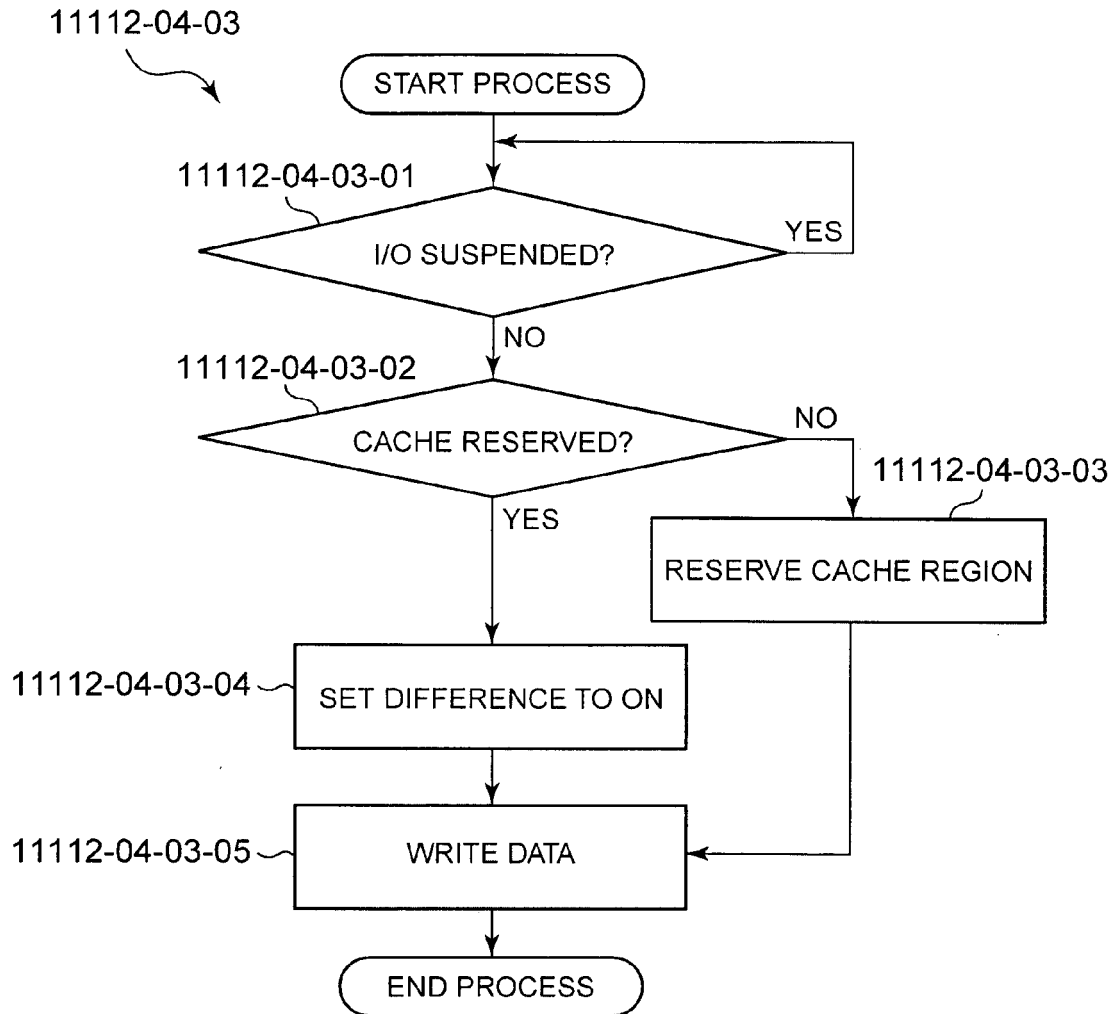 11112-04-03
START PROCESS
11112-04-03-01
I/O SUSPENDED?
YES
NO
11112-04-03-02
CACHE RESERVED?
NO
11112-04-03-03
YES
RESERVE CACHE REGION
11112-04-03-04
SET DIFFERENCE TO ON
11112-04-03-05
WRITE DATA
END PROCESS